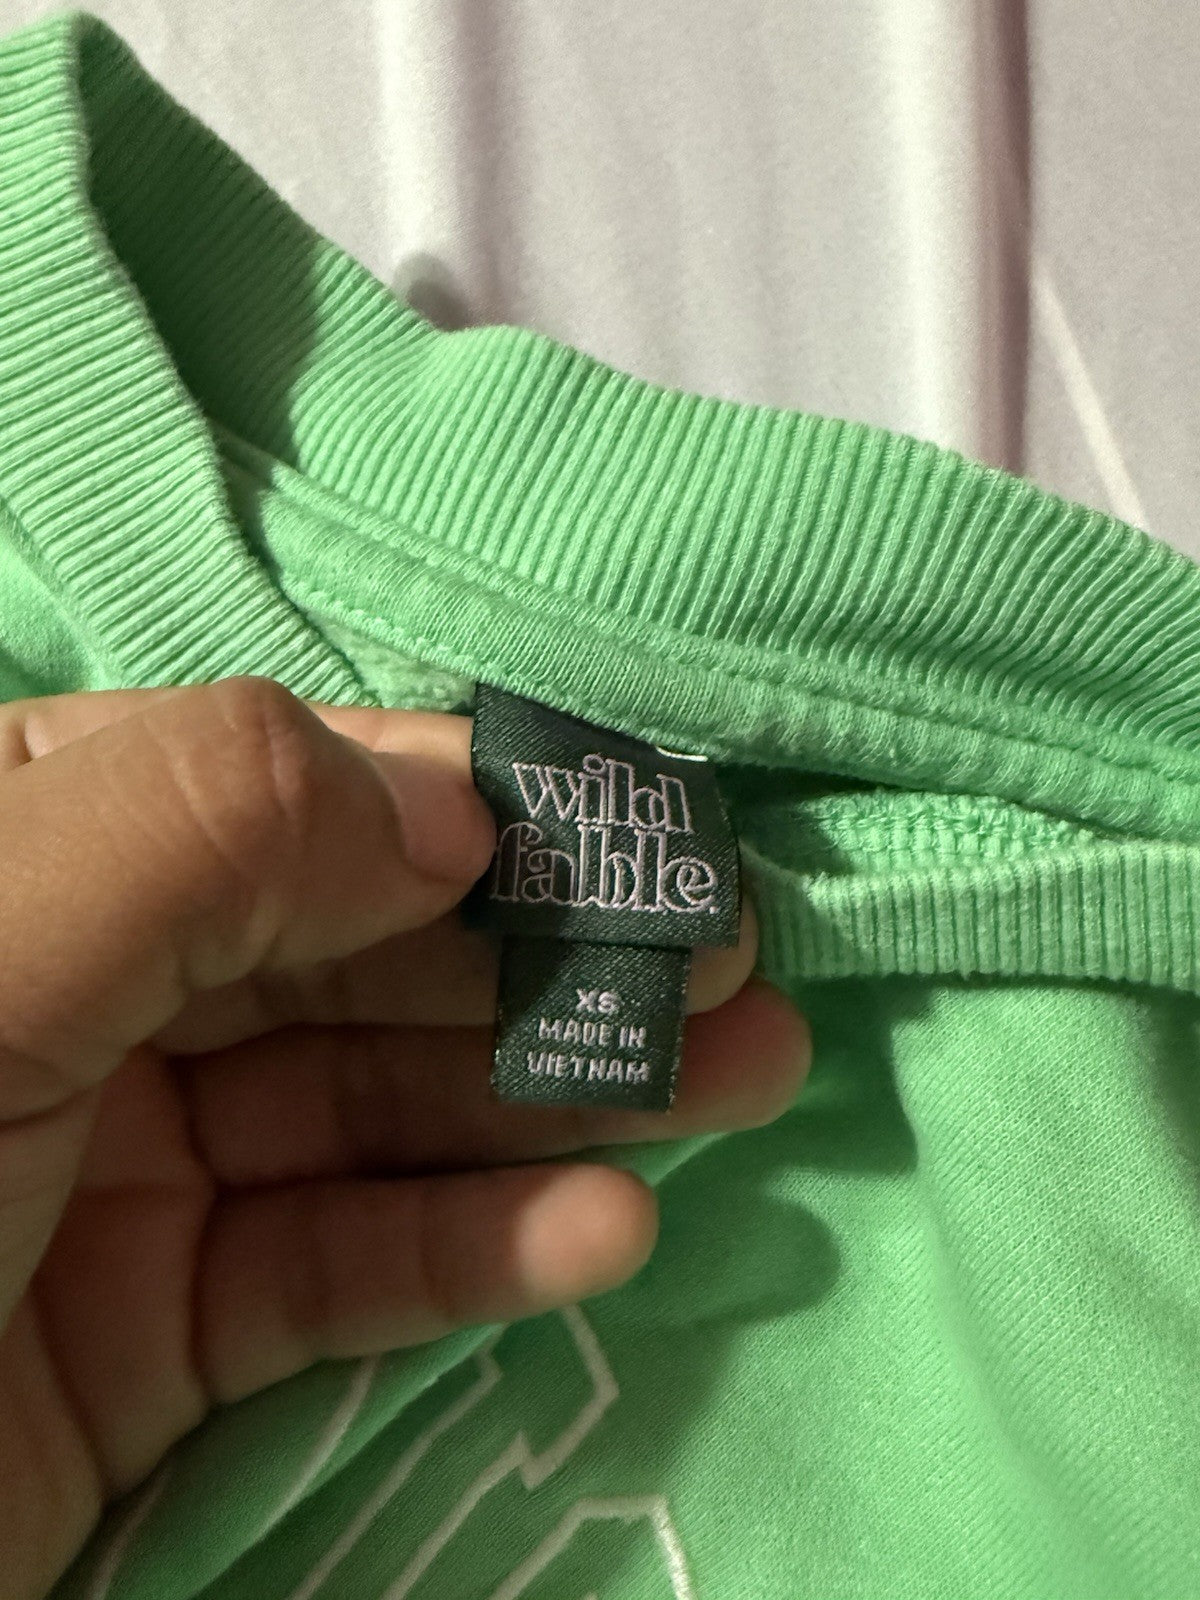 wild
fable.
XS
MADE IN
VIETNAM